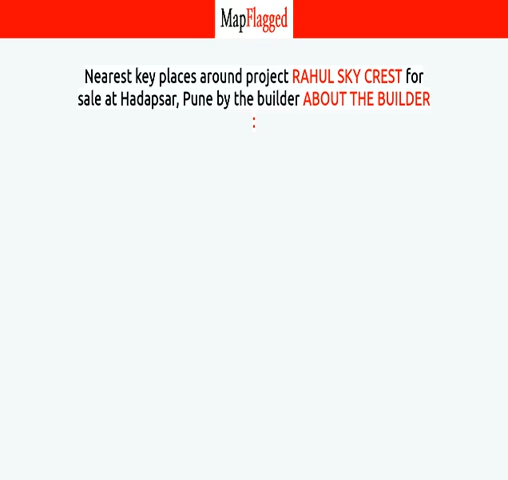 MapFlagged
Nearest key places around project RAHUL SKY CREST for
sale at Hadapsar, Pune by the builder ABOUT THE BUILDER
: